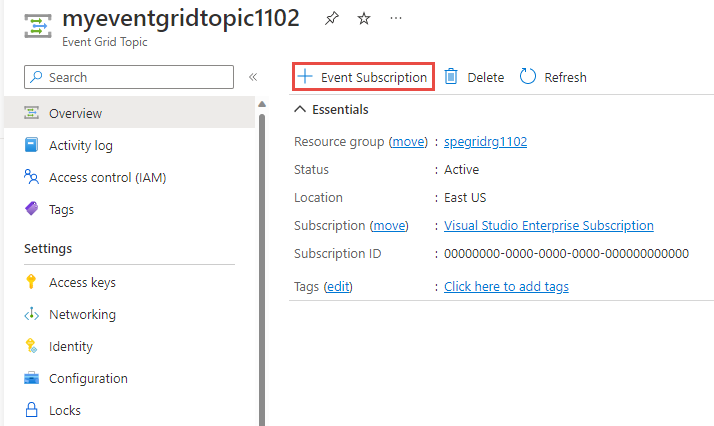 myeventgridtopic1102
Event Grid Topic
Search
Overview
Activity log
Access control (IAM)
Tags
Settings
Access keys
Networking
Identity
Configuration
Locks
Event Subscription Delete Refresh
Essentials
Resource group (move) : spegridrg1102
Status : Active
Location : East US
Subscription (move) : Visual Studio Enterprise Subscription
Subscription ID : 00000000-0000-0000-0000-000000000000
Tags (edit) : Click here to add tags